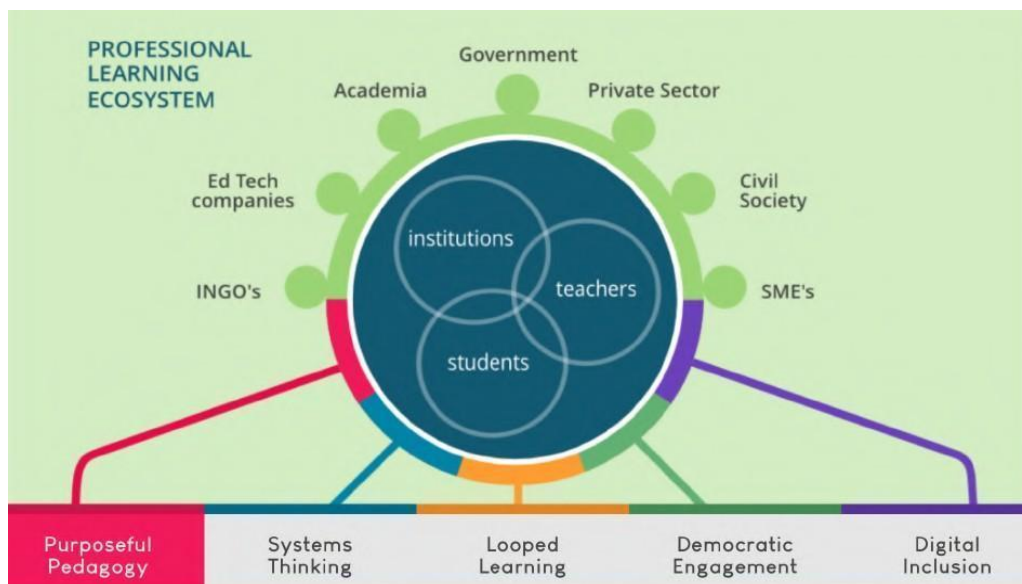 PROFESSIONAL
LEARNING
ECOSYSTEM
Government
Academia
Private Sector
Ed Tech
companies
Civil
Society
INGO's
SME's
institutions
teachers
students
Purposeful
Pedagogy
Systems
Thinking
Looped
Learning
Democratic
Engagement
Digital
Inclusion